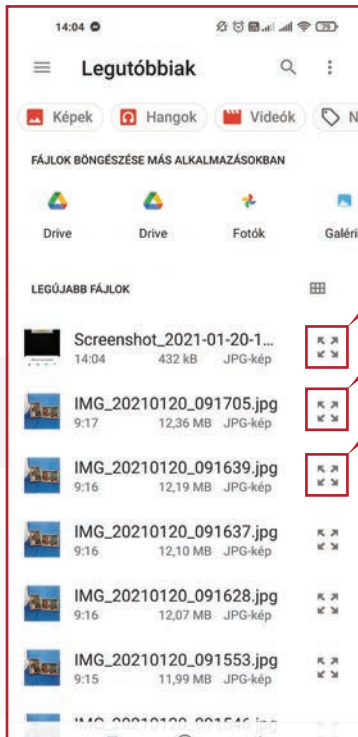 14:04
79
Legutóbbiak
Képek Hangok Videók N
FÁJLOK BÖNGÉSZÉSE MÁS ALKALMAZÁSOKBAN
Drive Drive Fotók Galéri
LEGÚJABB FÁJLOK
Screenshot_2021-01-20-1...
14:04 432 kB JPG-kép
IMG_20210120_091705.jpg
9:17 12,36 MB JPG-kép
IMG_20210120_091639.jpg
9:16 12,19 MB JPG-kép
IMG_20210120_091637.jpg
9:16 12,10 MB JPG-kép
IMG_20210120_091628.jpg
9:16 12,07 MB JPG-kép
IMG_20210120_091553.jpg
9:15 11,99 MB JPG-kép